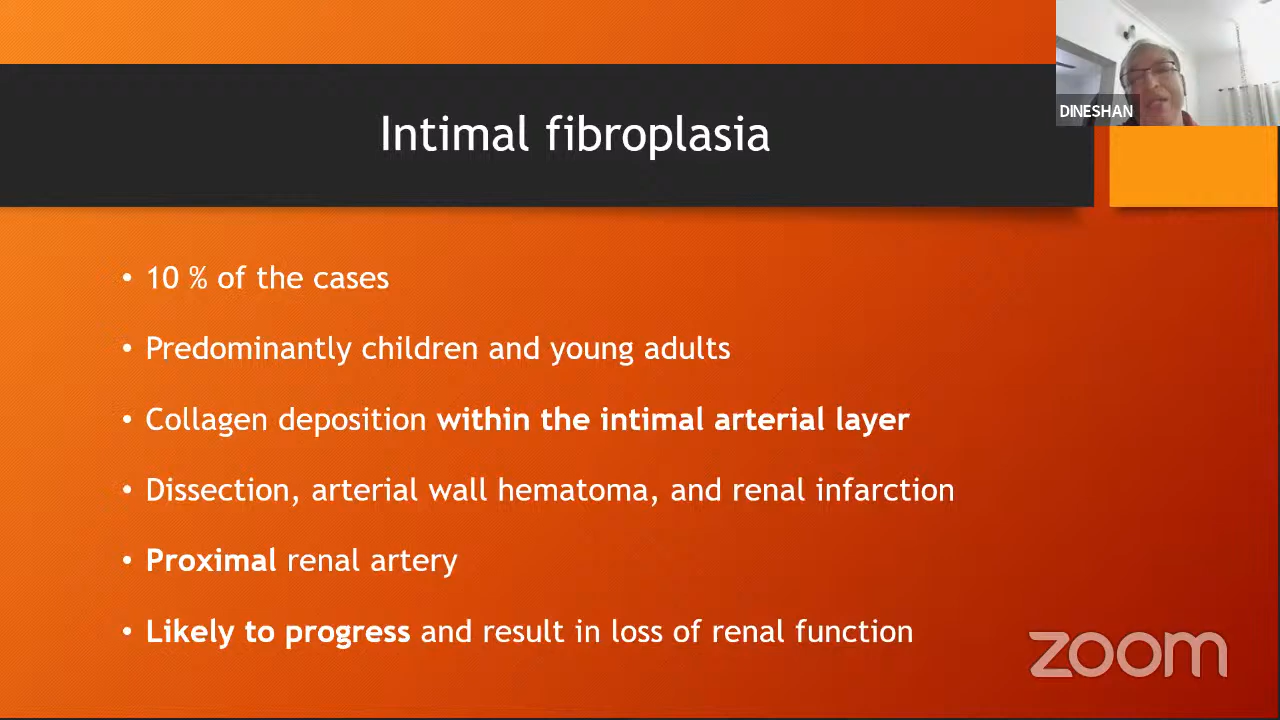 DINESHAN
Intimal fibroplasia
• 10 % of the cases
• Predominantly children and young adults
• Collagen deposition within the intimal arterial layer
• Dissection, arterial wall hematoma, and renal infarction
• Proximal renal artery
• Likely to progress and result in loss of renal function
zoom